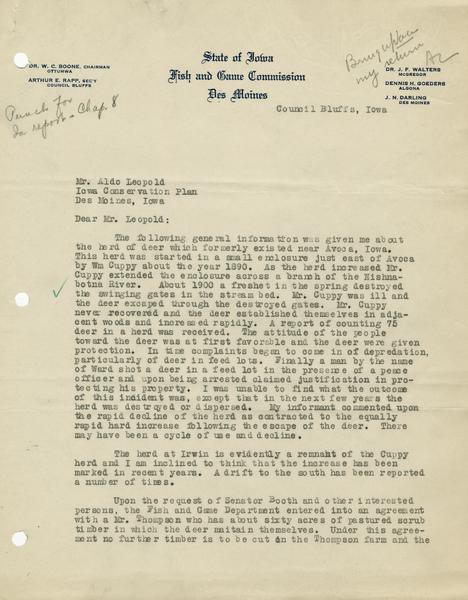 State of Iowa
Fish and Game Commission
Des Moines
DR. W. C. BOONE, CHAIRMAN
OTTUMWA
ARTHUR E. RAPP, SEC'Y
COUNCIL BLUFFS
DR. J. F. WALTERS
MCGREGOR
DENNIS H. GOEDERS
ALGONA
J. N. DARLING
DES MOINES
Bring up on
my return
AL
Punch for
Ia report - Chap. 8
Council Bluffs, Iowa
Mr. Aldo Leopold
Iowa Conservation Plan
Des Moines, Iowa
Dear Mr. Leopold:
The following general information was given me about
the herd of deer which formerly existed near Avoca, Iowa.
This herd was started in a small enclosure just east of Avoca
by Wm Cuppy about the year 1890. As the herd increased Mr.
Cuppy extended the enclosure across a branch of the Nishna-
botna River. About 1900 a freshet in the spring destroyed
the swinging gates in the stream bed. Mr. Cuppy was ill and
the deer excaped through the destroyed gates. Mr. Cuppy
never recovered and the deer established themselves in adja-
cent woods and increased rapidly. A report of counting 75
deer in herd was received. The attitude of the people
toward the deer was at first favorable and the deer were given
protection. In time complaints began to come in of depredation,
particularly of deer in feed lots. Finally a man by the name
of Ward shot a deer in a feed lot in the presence of a peace
officer and upon being arrested claimed justification in pro-
tecting his property. I was unable to find what the outcome
of this indident was, except that in the next few years the
herd was destroyed or dispersed. My informant commented upon
the rapid decline of the herd as contracted to the equally
rapid hard increase following the escape of the deer. There
may have been a cycle of use and decline.
The herd at Irwin is evidently a remnaht of the Cuppy
herd and I am inclined to think that the increase has been
marked in recent years. A drift to the south has been reported
a number of times.
Upon the request of Senator Booth and other interested
persons, the Fish and Game Department entered into an agreement
with a Mr. Thompson who has about sixty acres of pastured scrub
timber in which the deer maitain themselves. Under this agree-
ment no further timber is to be cut on the Thompson farm and the